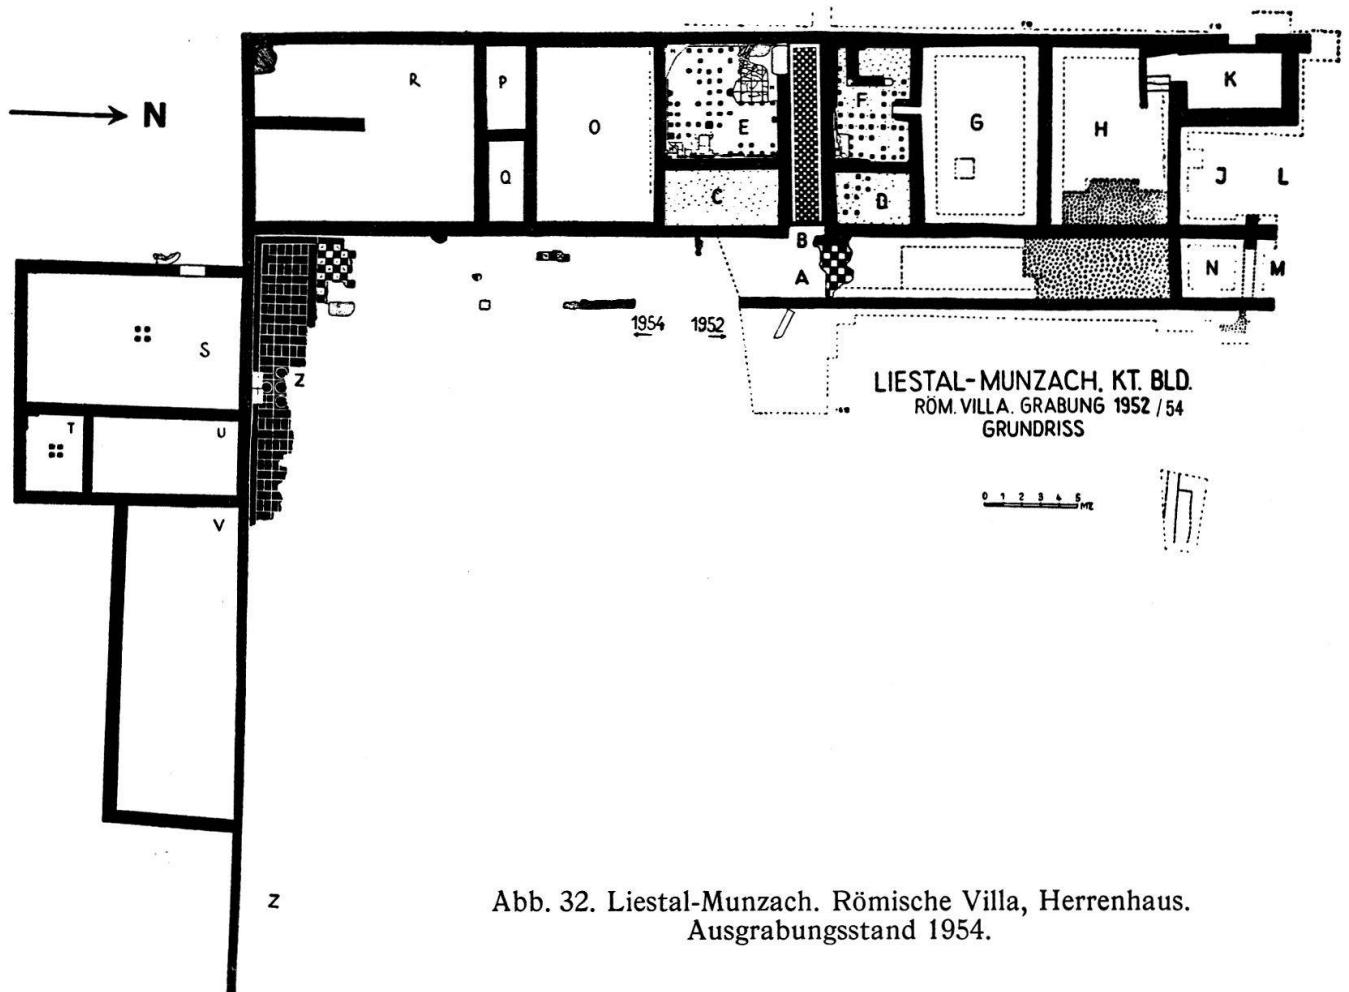 N
R
P
Q
O
E
C
F
D
G
H
K
J
L
B
A
N
M
S
T
U
V
Z
1954
1952
LIESTAL-MUNZACH, KT. BLD.
RÖM. VILLA. GRABUNG 1952 / 54
GRUNDRISS
0 1 2 3 4 5
Z
Abb. 32. Liestal-Munzach. Römische Villa, Herrenhaus.
Ausgrabungsstand 1954.